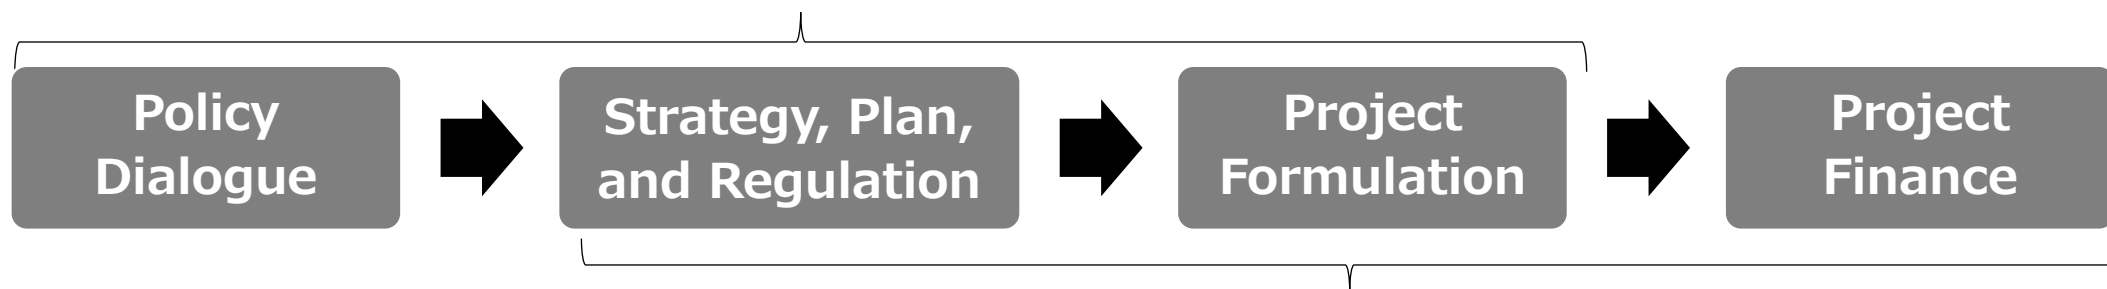 Policy
Dialogue
Strategy, Plan,
and Regulation
Project
Formulation
Project
Finance